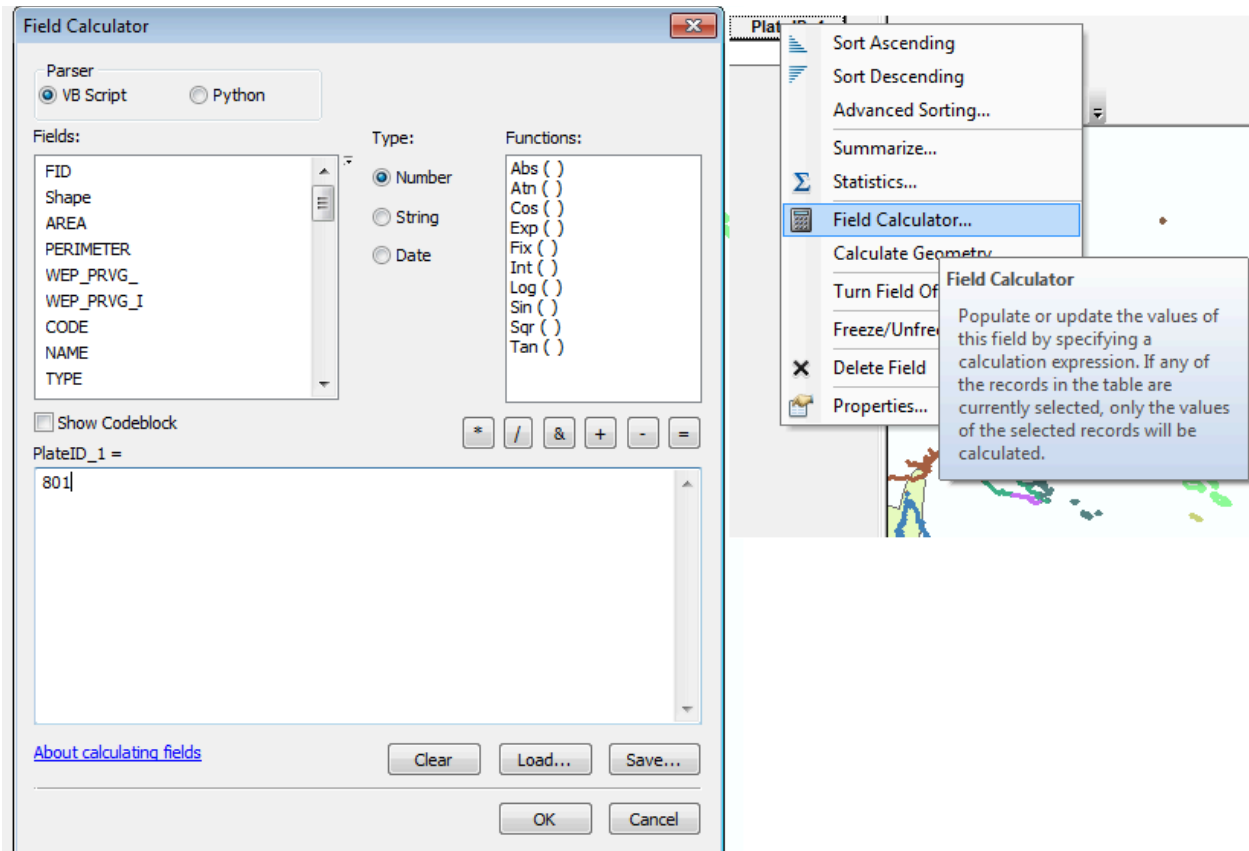 Field Calculator
Parser
VB Script
Python
Fields:
Type:
Functions:
FID
Shape
AREA
PERIMETER
WEP_PRVG_
WEP_PRVG_I
CODE
NAME
TYPE
Number
String
Date
Abs ( )
Atn ( )
Cos ( )
Exp ( )
Fix ( )
Int ( )
Log ( )
Sin ( )
Sqr ( )
Tan ( )
Show Codeblock
* / & + - =
PlateID_1 =
801
About calculating fields
Clear
Load...
Save...
OK
Cancel
Sort Ascending
Sort Descending
Advanced Sorting...
Summarize...
Σ Statistics...
Field Calculator...
Calculate Geometry
Turn Field Of
Freeze/Unfre
Delete Field
Properties...
Field Calculator
Populate or update the values of
this field by specifying a
calculation expression. If any of
the records in the table are
currently selected, only the values
of the selected records will be
calculated.